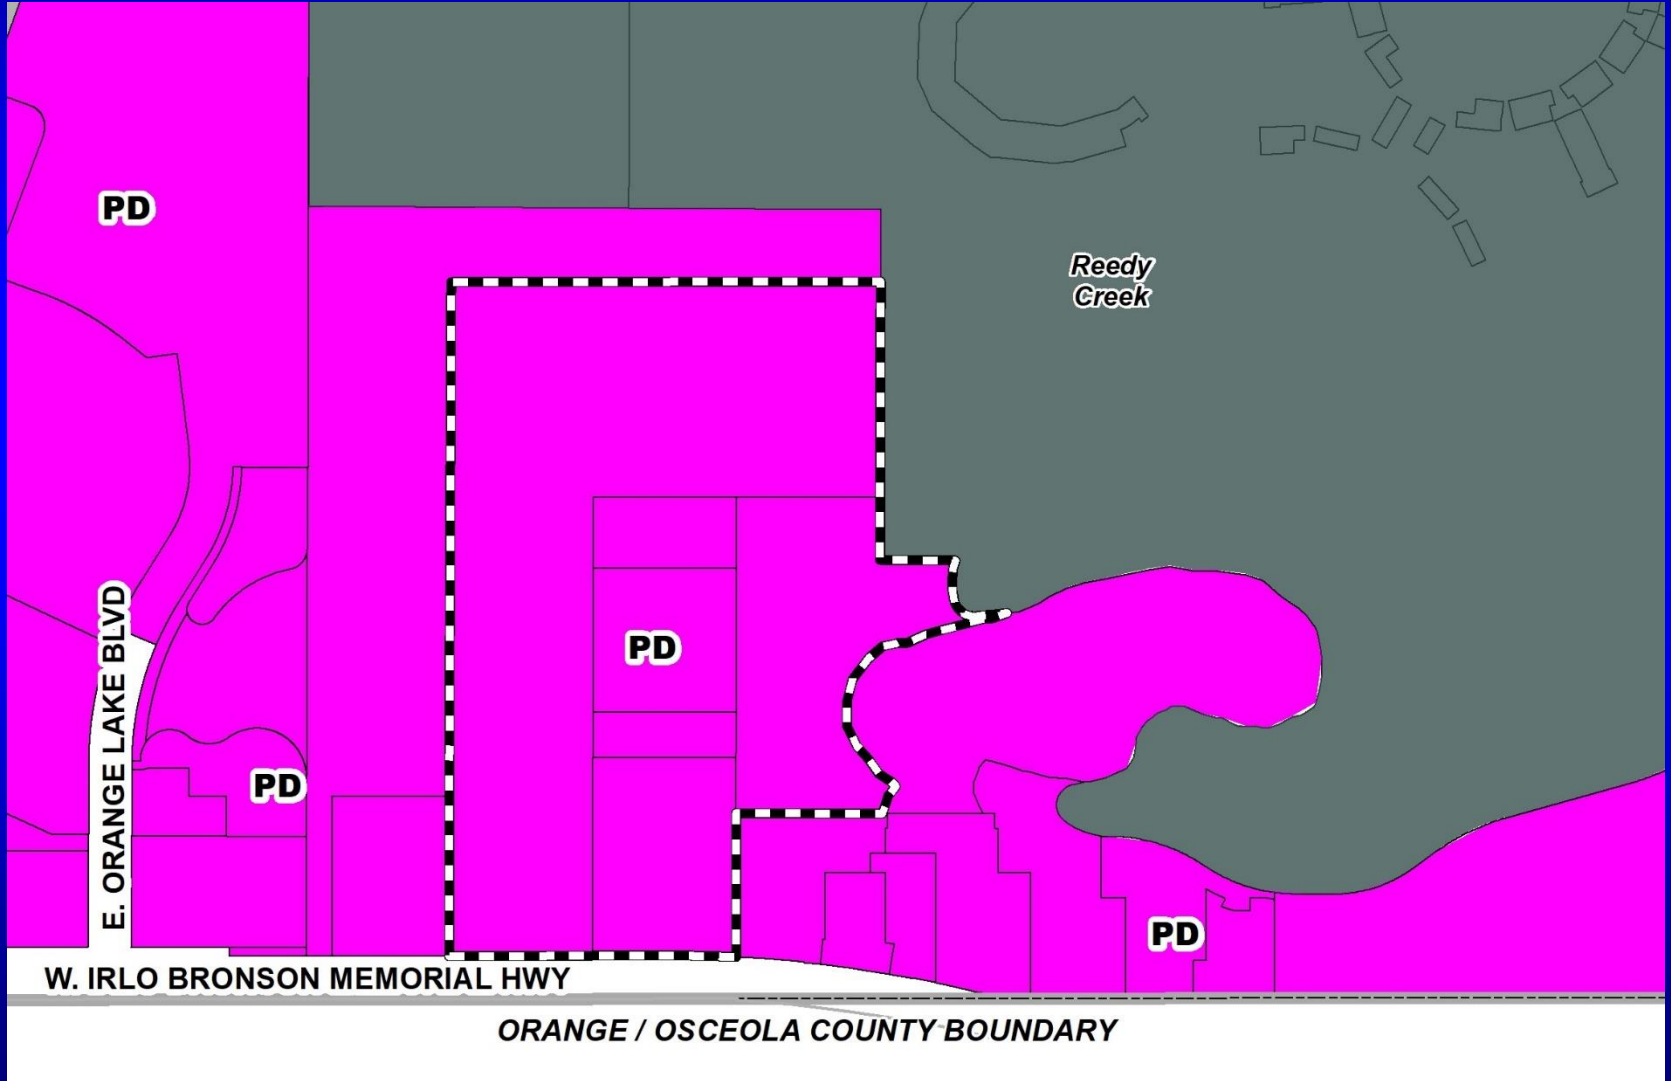 PD
Reedy
Creek
PD
E. ORANGE LAKE BLVD
PD
PD
W. IRLO BRONSON MEMORIAL HWY
ORANGE / OSCEOLA COUNTY BOUNDARY